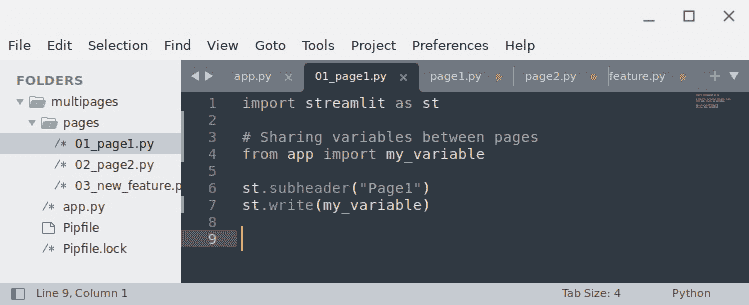 File Edit Selection Find View Goto Tools Project Preferences Help
FOLDERS
multipages
pages
/* 01_page1.py
/* 02_page2.py
/* 03_new_feature.p
/* app.py
Pipfile
/* Pipfile.lock
app.py × 01_page1.py × page1.py page2.py feature.py +
1 import streamlit as st
2
3 # Sharing variables between pages
4 from app import my_variable
5
6 st.subheader("Page1")
7 st.write(my_variable)
8
9
Line 9, Column 1 Tab Size: 4 Python